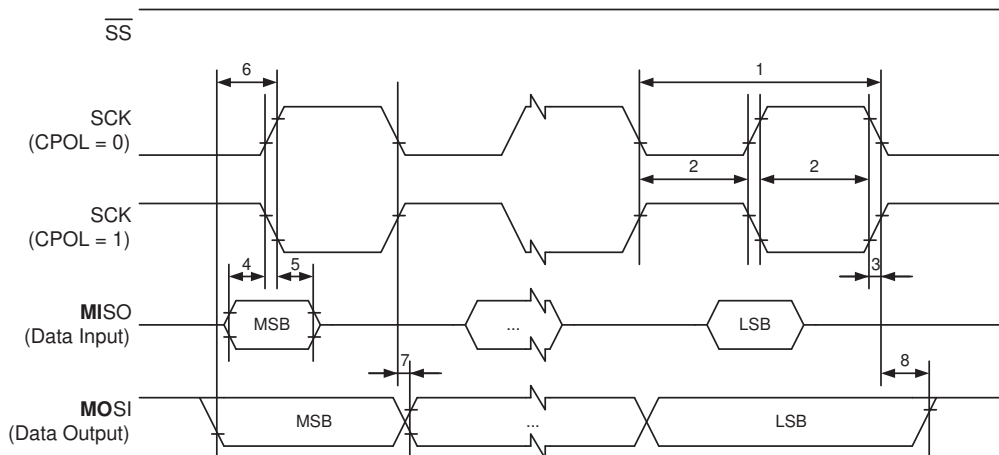 SS
6
1
SCK
(CPOL = 0)
2
2
SCK
(CPOL = 1)
4
5
3
MISO
(Data Input)
MSB
...
LSB
7
8
MOSI
(Data Output)
MSB
...
LSB